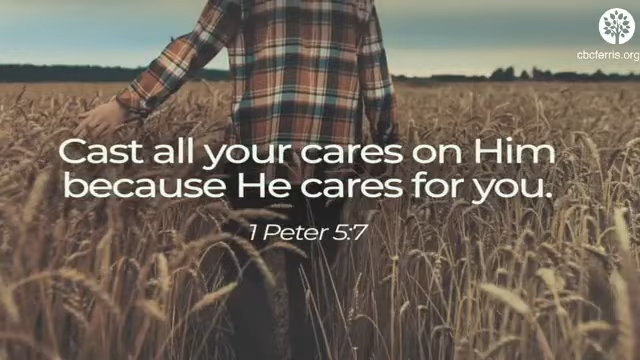 cbcferris.org
Cast all your cares on Him
because He cares for you.
1 Peter 5:7